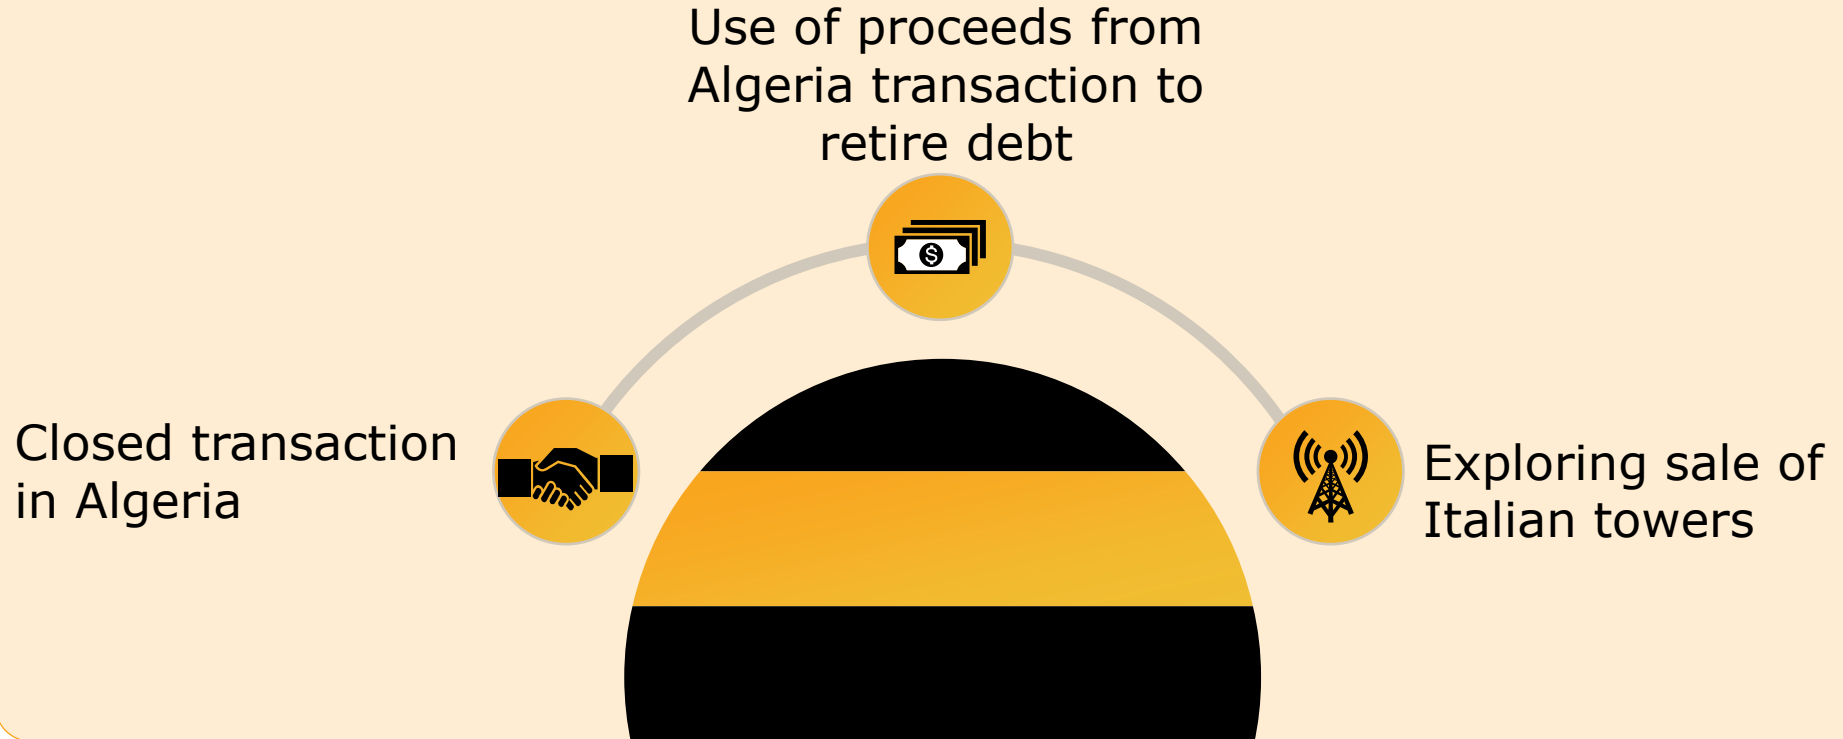 Use of proceeds from
Algeria transaction to
retire debt
Closed transaction
in Algeria
Exploring sale of
Italian towers